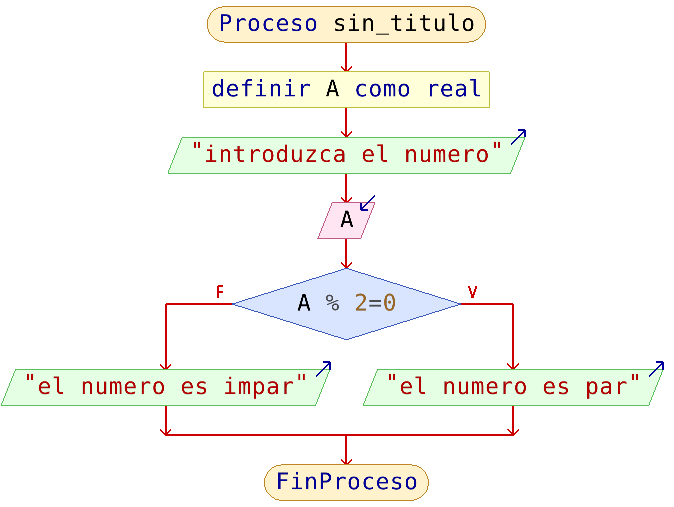 Proceso sin_titulo
definir A como real
"introduzca el numero"
A
A % 2=0
F
V
"el numero es impar"
"el numero es par"
FinProceso